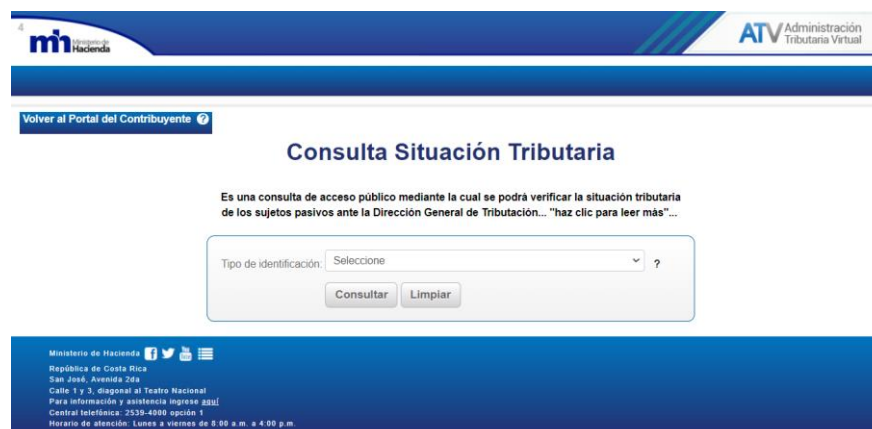 4
mh Ministerio de
Hacienda
ATV Administración
Tributaria Virtual
Volver al Portal del Contribuyente ?
Consulta Situación Tributaria
Es una consulta de acceso público mediante la cual se podrá verificar la situación tributaria
de los sujetos pasivos ante la Dirección General de Tributación... "haz clic para leer más"...
Tipo de identificación: Seleccione ?
Consultar Limpiar
Ministerio de Hacienda
República de Costa Rica
San José, Avenida 2da
Calle 1 y 3, diagonal al Teatro Nacional
Para información y asistencia ingrese aquí
Central telefónica: 2539-4000 opción 1
Horario de atención: Lunes a viernes de 8:00 a.m. a 4:00 p.m.